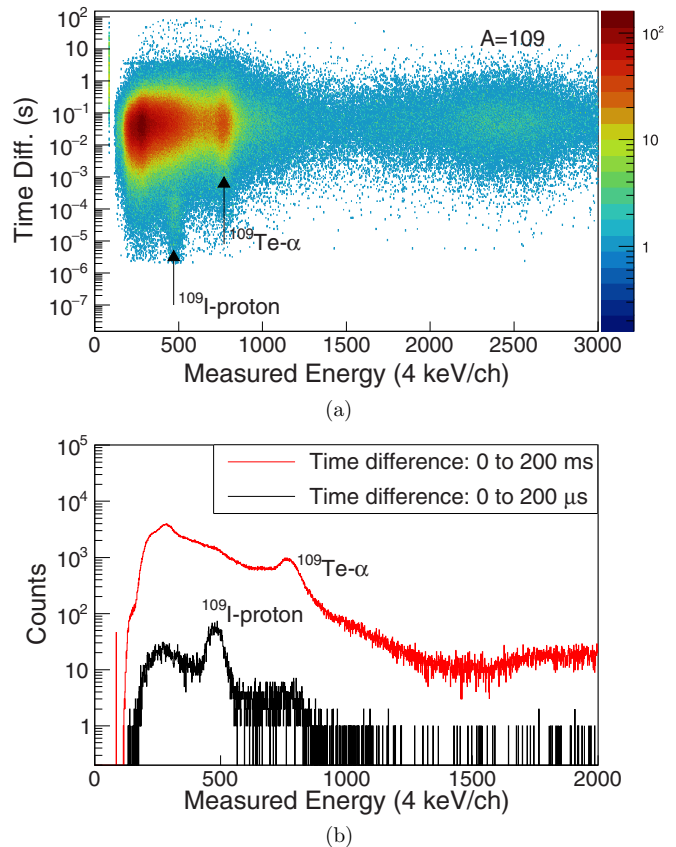 A=109
Time Diff. (s)
10²
10
1
10⁻¹
10⁻²
10⁻³
10⁻⁴
10⁻⁵
10⁻⁶
10⁻⁷
10²
10
1
¹⁰⁹Te-α
¹⁰⁹I-proton
0 500 1000 1500 2000 2500 3000
Measured Energy (4 keV/ch)
(a)
Counts
10⁵
10⁴
10³
10²
10
1
Time difference: 0 to 200 ms
Time difference: 0 to 200 μs
¹⁰⁹Te-α
¹⁰⁹I-proton
0 500 1000 1500 2000
Measured Energy (4 keV/ch)
(b)